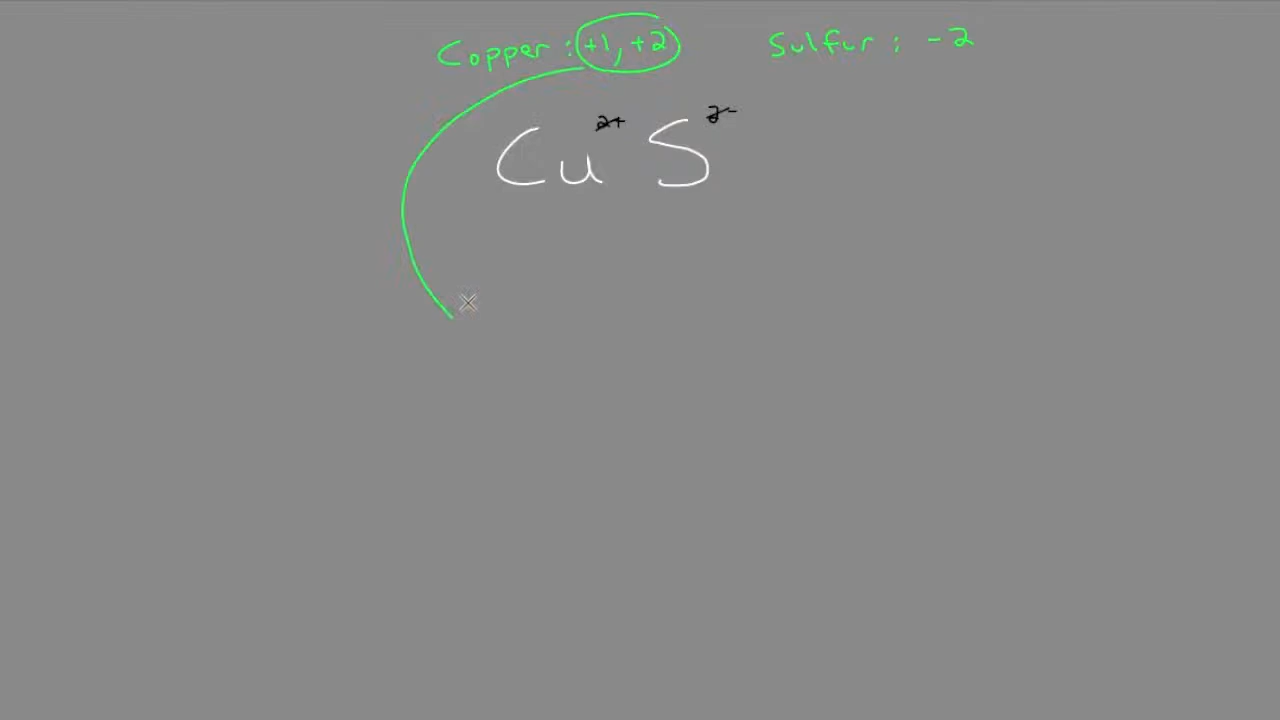 Copper : +1, +2 Sulfur : -2
Cu²⁺ S²⁻